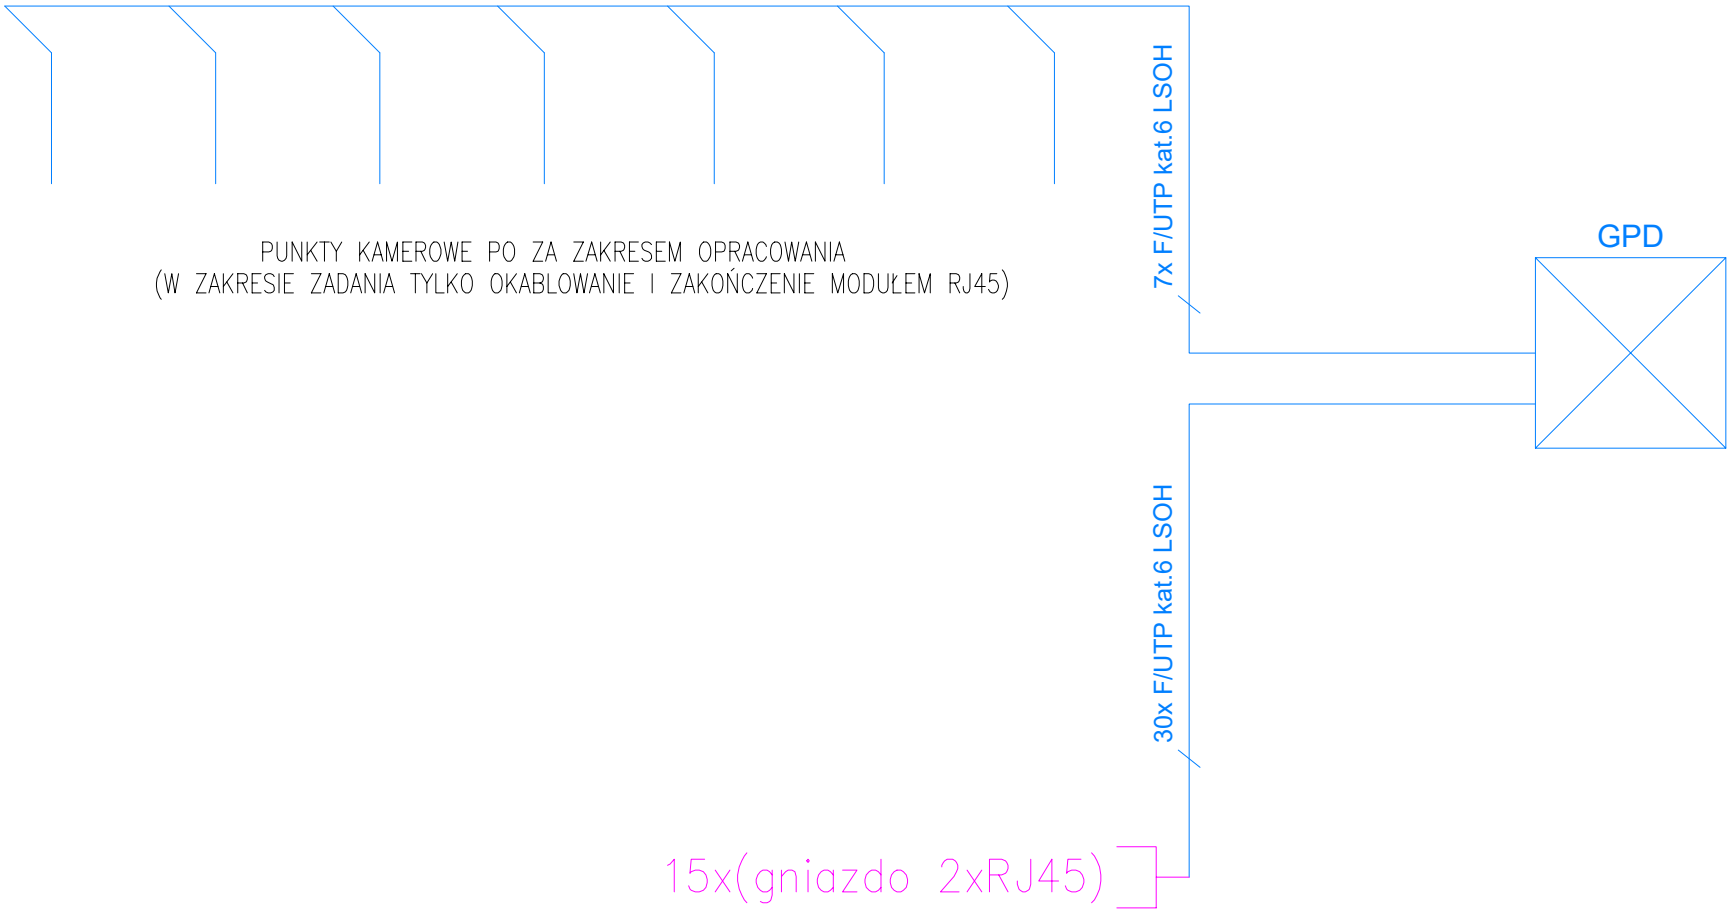 7x F/UTP kat.6 LSOH
GPD
PUNKTY KAMEROWE PO ZA ZAKRESEM OPRACOWANIA
(W ZAKRESIE ZADANIA TYLKO OKABLOWANIE I ZAKOŃCZENIE MODUŁEM RJ45)
30x F/UTP kat.6 LSOH
15x(gniazdo 2xRJ45)